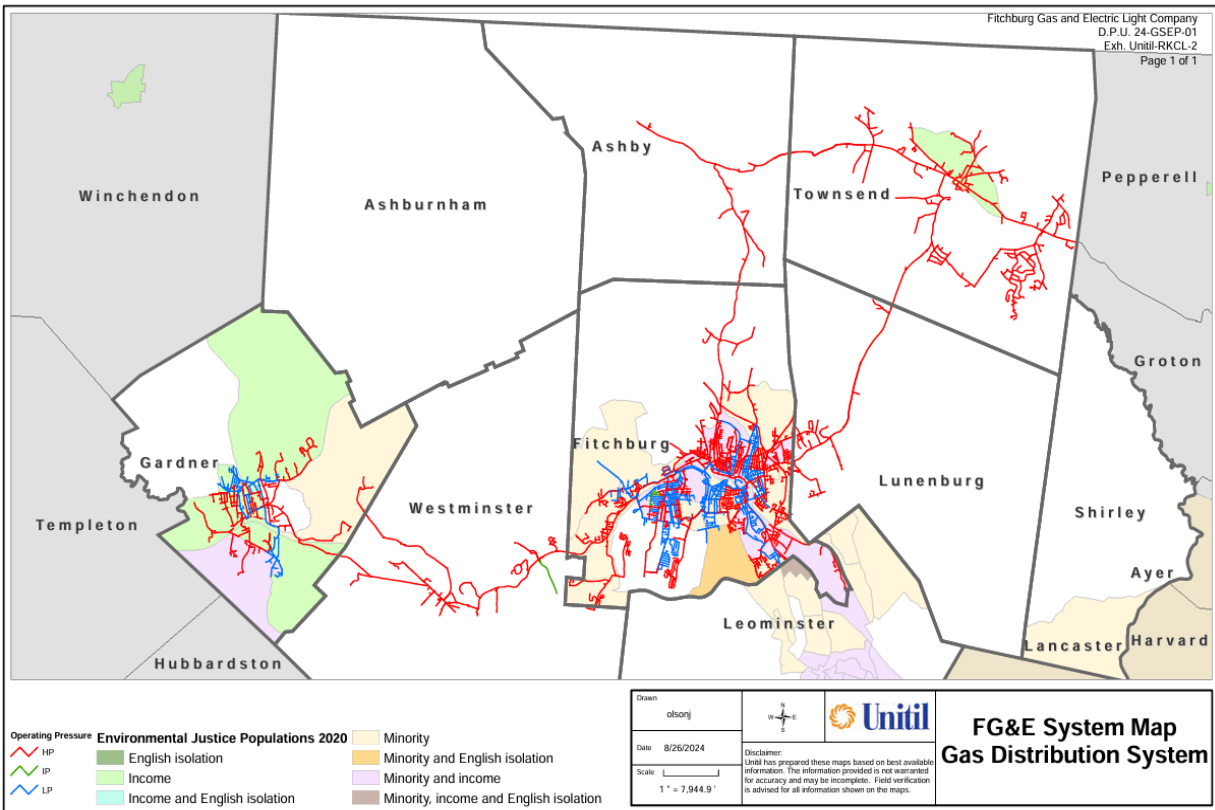 Fitchburg Gas and Electric Light Company
D.P.U. 24-GSEP-01
Exh. Unitil-RKCL-2
Page 1 of 1
Ashby
Winchendon
Ashburnham
Townsend
Pepperell
Groton
Gardner
Fitchburg
Templeton
Westminster
Lunenburg
Shirley
Ayer
Leominster
Hubbardston
Lancaster
Harvard
Operating Pressure
HP
IP
LP
Environmental Justice Populations 2020
English isolation
Income
Income and English isolation
Minority
Minority and English isolation
Minority and income
Minority, income and English isolation
Drawn
olsonj
Date 8/26/2024
Scale
1 " = 7,944.9 '
N
W E
S
Unitil
Disclaimer:
Unitil has prepared these maps based on best available
information. The information provided is not warranted
for accuracy and may be incomplete. Field verification
is advised for all information shown on the maps.
FG&E System Map
Gas Distribution System